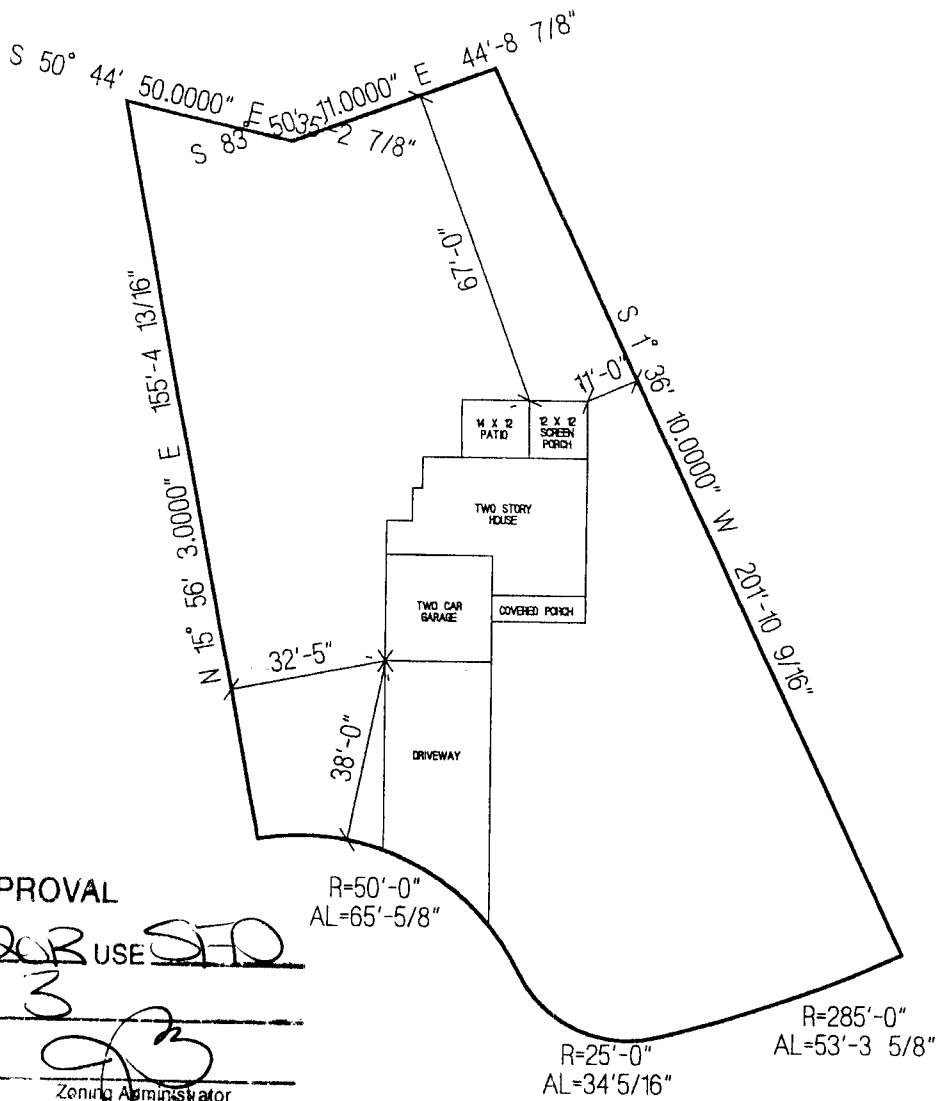 S 50° 44' 50.0000" E 35'-2 7/8"
S 83° 50' 11.0000" E 44'-8 7/8"
67'-0"
N 15° 56' 3.0000" E 155'-4 13/16"
S 1° 36' 10.0000" W 201'-10 9/16"
11'-0"
14 X 12
PATIO
12 X 12
SCREEN
PORCH
TWO STORY
HOUSE
TWO CAR
GARAGE
COVERED PORCH
32'-5"
38'-0"
DRIVEWAY
R=50'-0"
AL=65'-5/8"
PROVAL
USE SFD
3
Zoning Administrator
R=25'-0"
AL=34'5/16"
R=285'-0"
AL=53'-3 5/8"